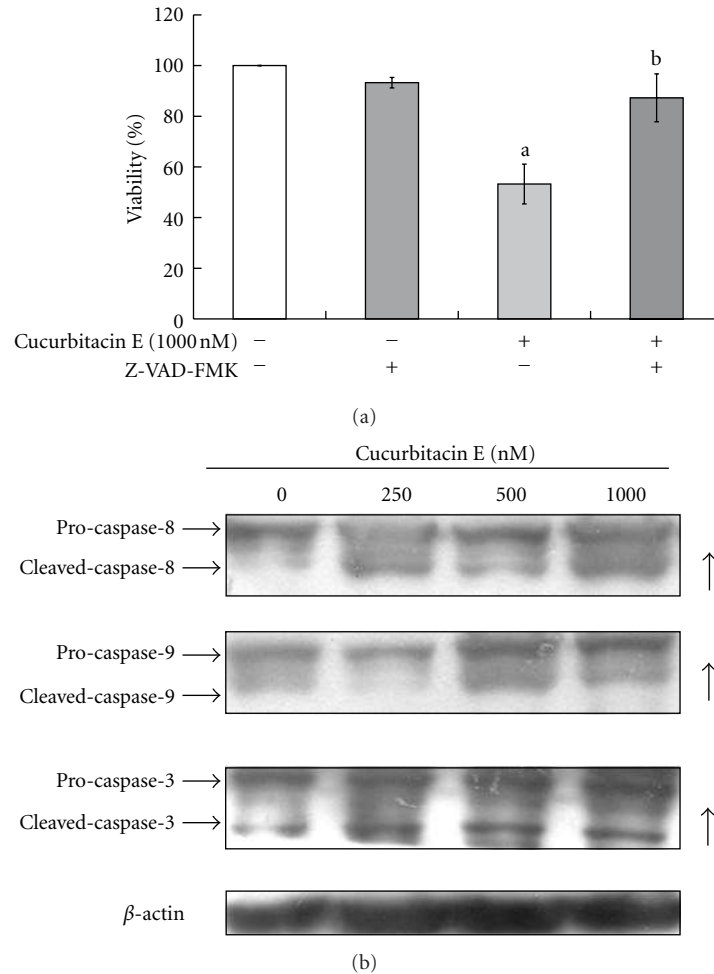 120
100
80
60
40
20
0
Viability (%)
a
b
Cucurbitacin E (1000 nM) − − + +
Z-VAD-FMK − + − +
(a)
Cucurbitacin E (nM)
0 250 500 1000
Pro-caspase-8
Cleaved-caspase-8
Pro-caspase-9
Cleaved-caspase-9
Pro-caspase-3
Cleaved-caspase-3
β-actin
(b)